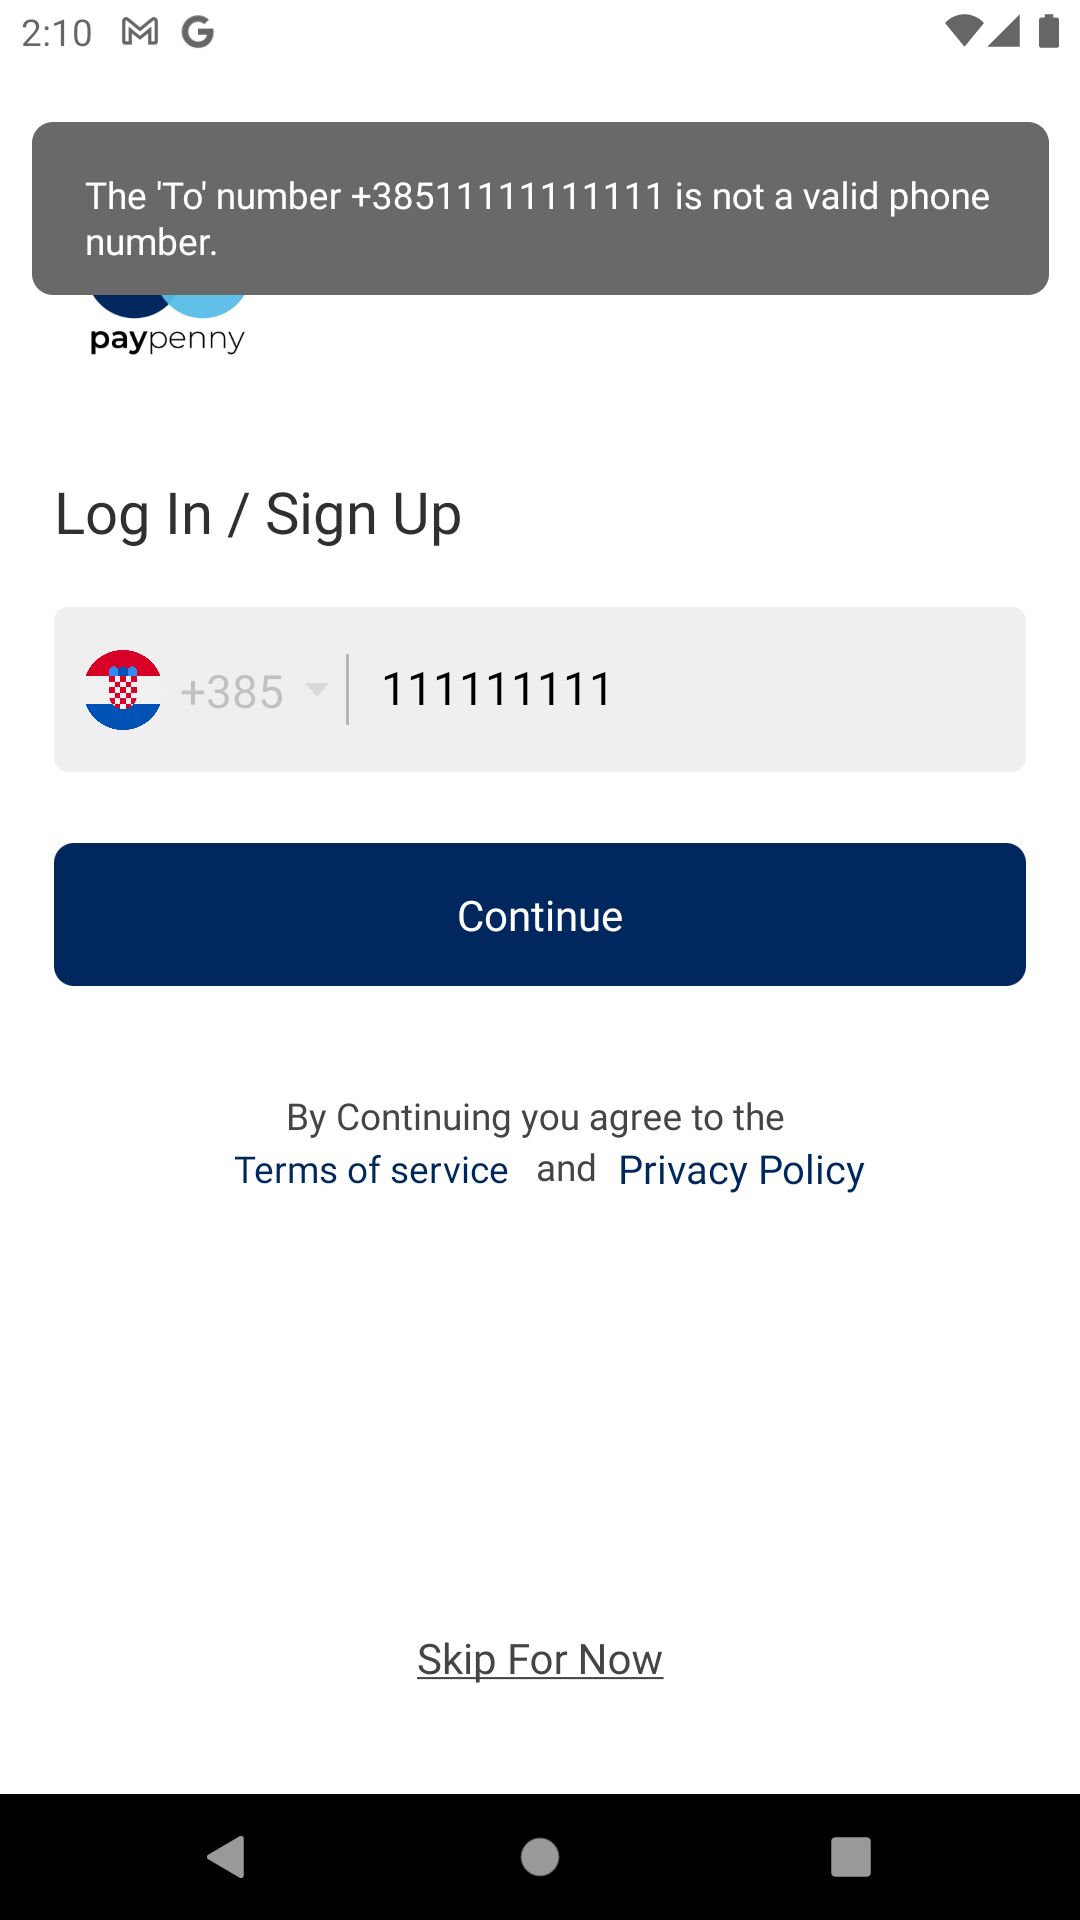 2:10
The 'To' number +38511111111111 is not a valid phone
number.
paypenny
Log In / Sign Up
+385 111111111
Continue
By Continuing you agree to the
Terms of service and Privacy Policy
Skip For Now